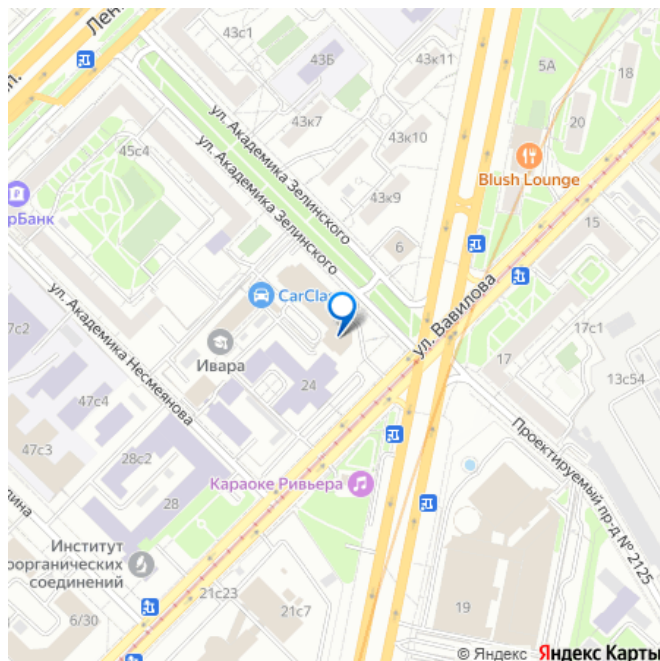 43с1
43Б
43к11
5А
18
20
43к7
43к10
ул. Академика Зелинского
ул. Академика Зелинского
45с4
43к9
Blush Lounge
15
6
CarCla
ул. Вавилова
Ивара
17с1
17
13с54
24
ул. Академика Несмеянова
47с4
47с3
28с2
28
Караоке Ривьера
Проектируемый пр-д № 2125
Институт
органических
соединений
21с23
21с7
19
6/30
© Яндекс Яндекс Карты